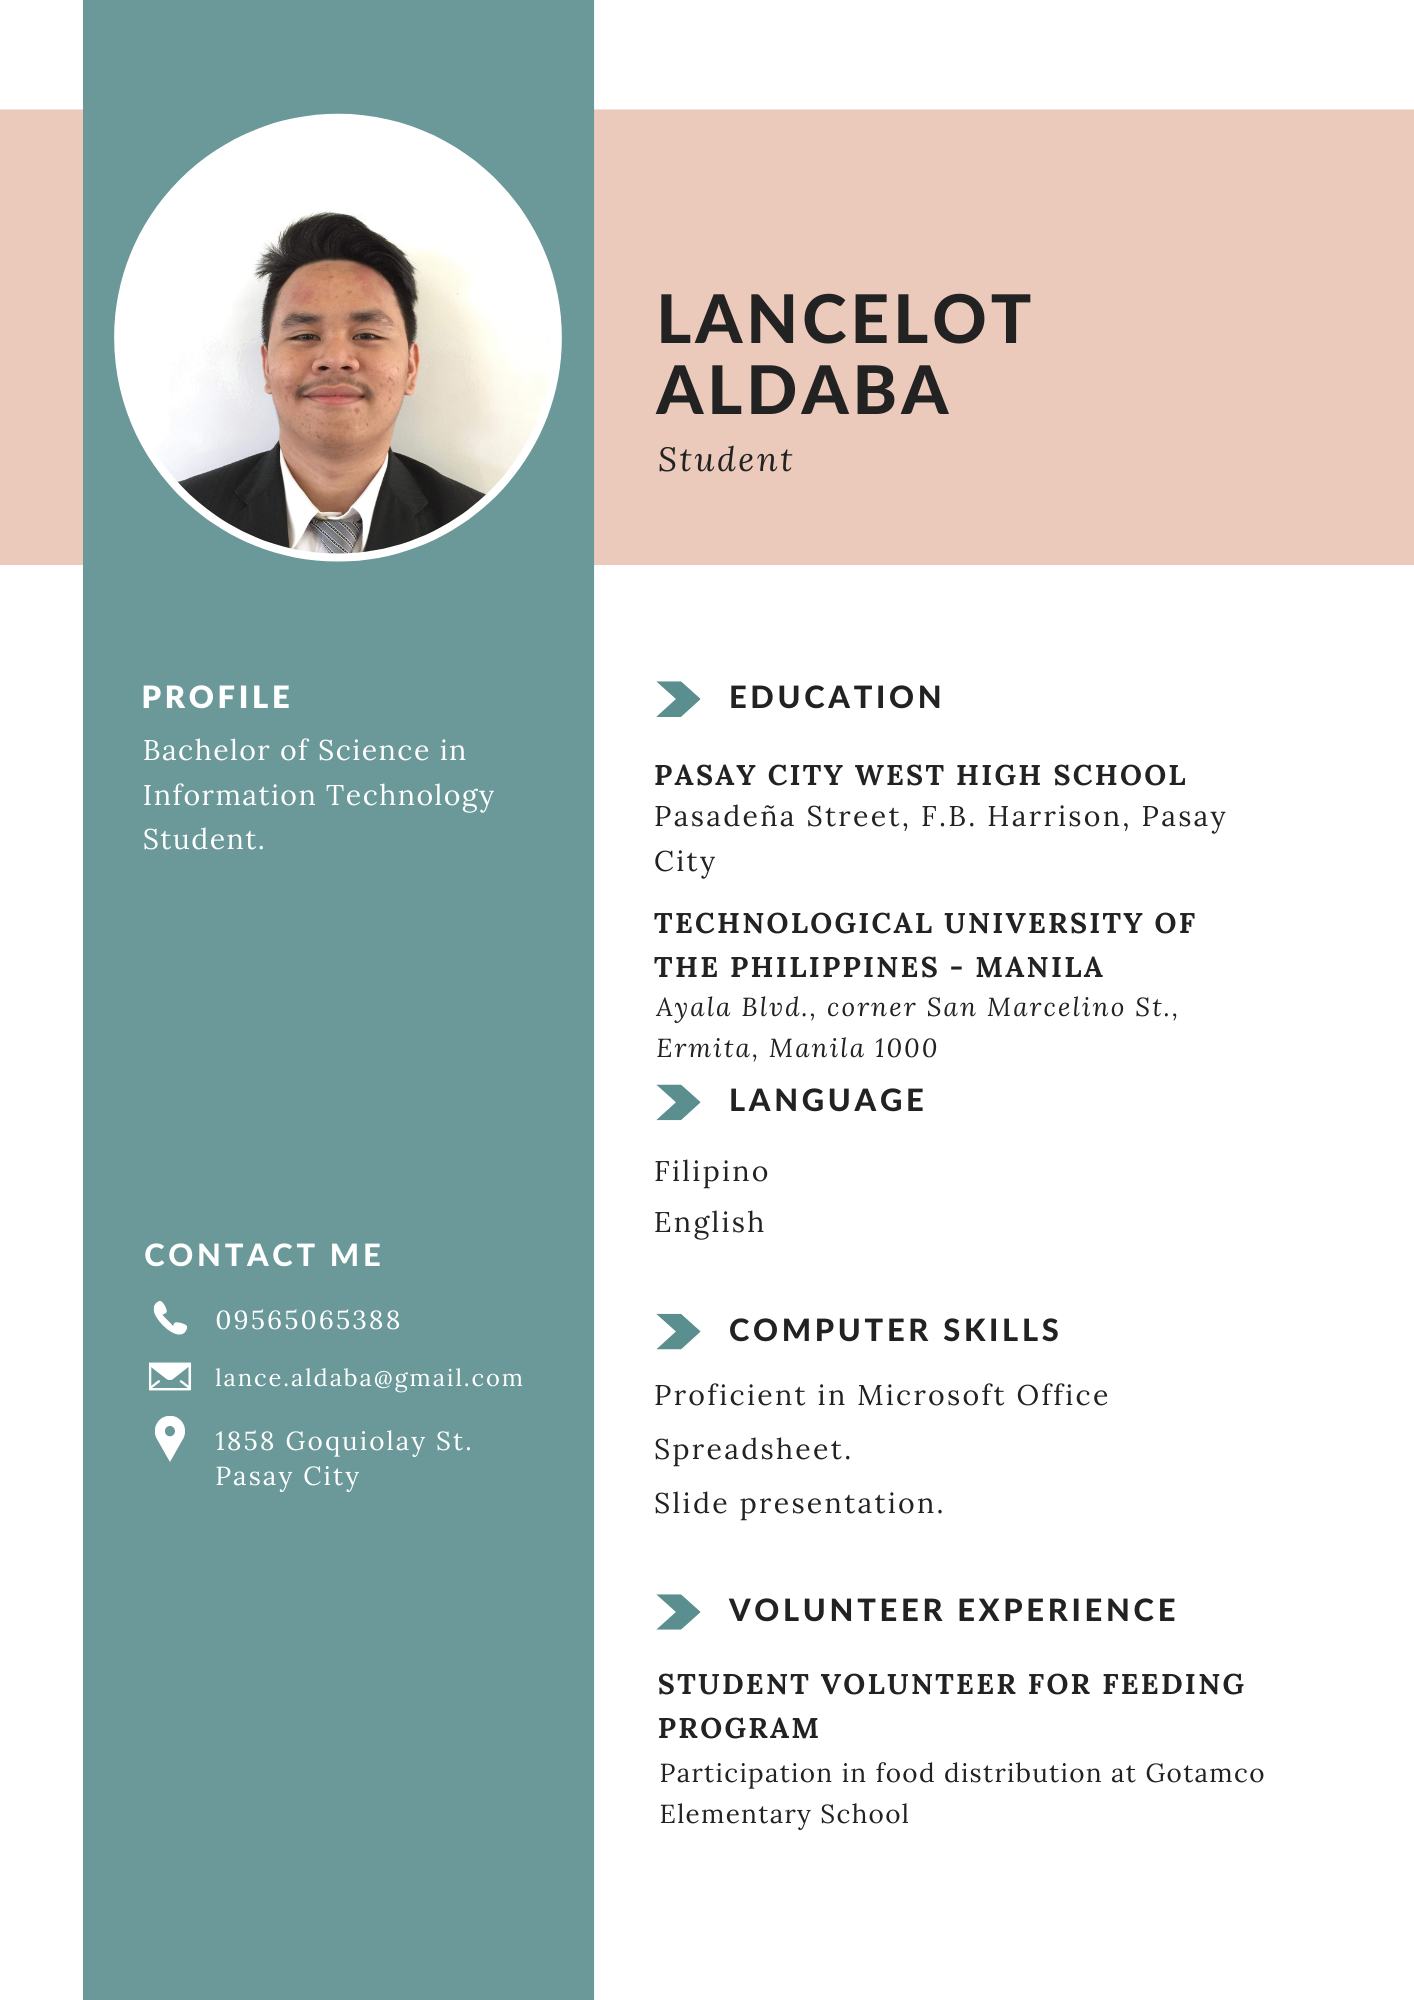 LANCELOT
ALDABA
Student
PROFILE
Bachelor of Science in
Information Technology
Student.
CONTACT ME
09565065388
lance.aldaba@gmail.com
1858 Goquiolay St.
Pasay City
EDUCATION
PASAY CITY WEST HIGH SCHOOL
Pasadeña Street, F.B. Harrison, Pasay
City
TECHNOLOGICAL UNIVERSITY OF
THE PHILIPPINES - MANILA
Ayala Blvd., corner San Marcelino St.,
Ermita, Manila 1000
LANGUAGE
Filipino
English
COMPUTER SKILLS
Proficient in Microsoft Office
Spreadsheet.
Slide presentation.
VOLUNTEER EXPERIENCE
STUDENT VOLUNTEER FOR FEEDING
PROGRAM
Participation in food distribution at Gotamco
Elementary School